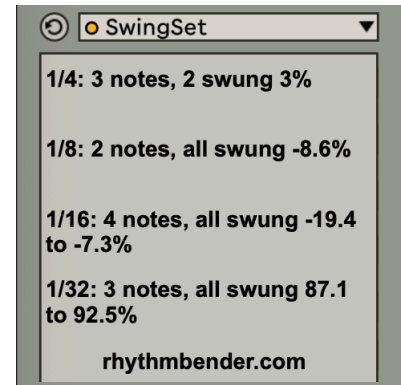 SwingSet
1/4: 3 notes, 2 swung 3%
1/8: 2 notes, all swung -8.6%
1/16: 4 notes, all swung -19.4
to -7.3%
1/32: 3 notes, all swung 87.1
to 92.5%
rhythmbender.com